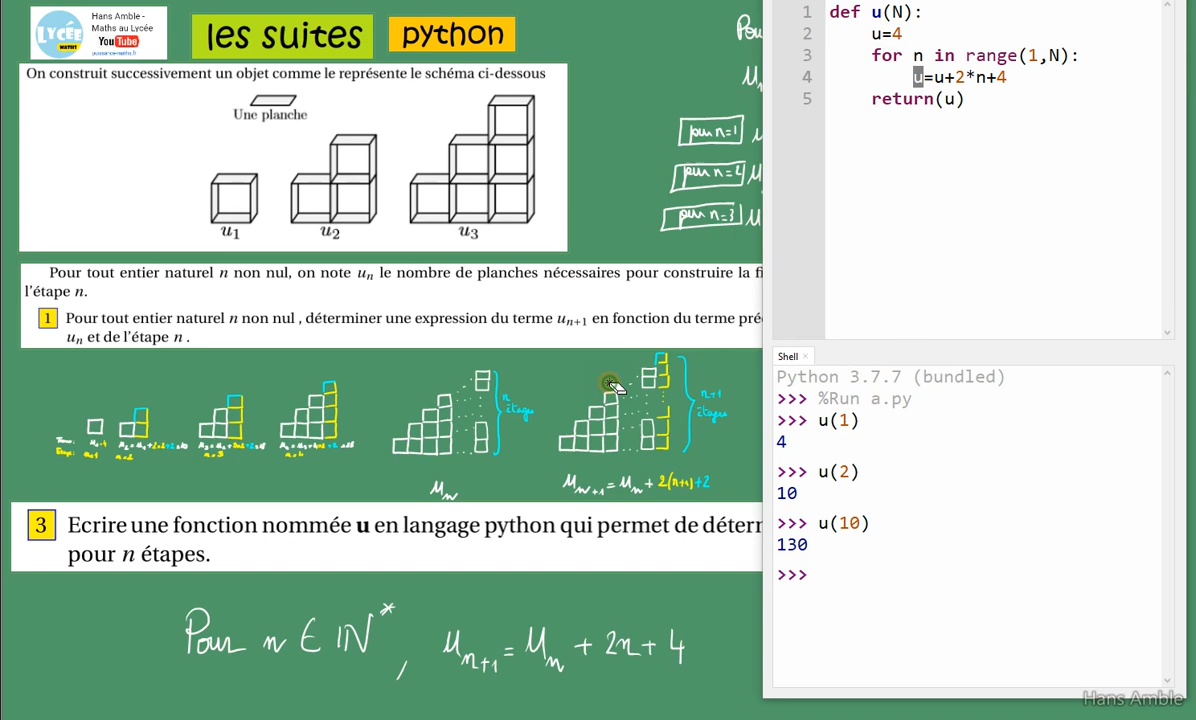 Hans Amble -
Maths au Lycée
YouTube
LYCÉE
MATHS
puissance-maths.fr
les suites
python
On construit successivement un objet comme le représente le schéma ci-dessous
Une planche
u1
u2
u3
Pour
pour n=1
pour n=2
pour n=3
Pour tout entier naturel n non nul, on note un le nombre de planches nécessaires pour construire la fi
l'étape n.
1 Pour tout entier naturel n non nul , déterminer une expression du terme un+1 en fonction du terme pré
un et de l'étape n .
n
étages
n+1
étages
un
un+1 = un + 2(n+1)+2
3 Ecrire une fonction nommée u en langage python qui permet de déterm
pour n étapes.
Pour n ∈ IN*, un+1 = un + 2n + 4
1 def u(N):
2 u=4
3 for n in range(1,N):
4 u=u+2*n+4
5 return(u)
Shell ×
Python 3.7.7 (bundled)
>>> %Run a.py
>>> u(1)
4
>>> u(2)
10
>>> u(10)
130
>>>
Hans Amble